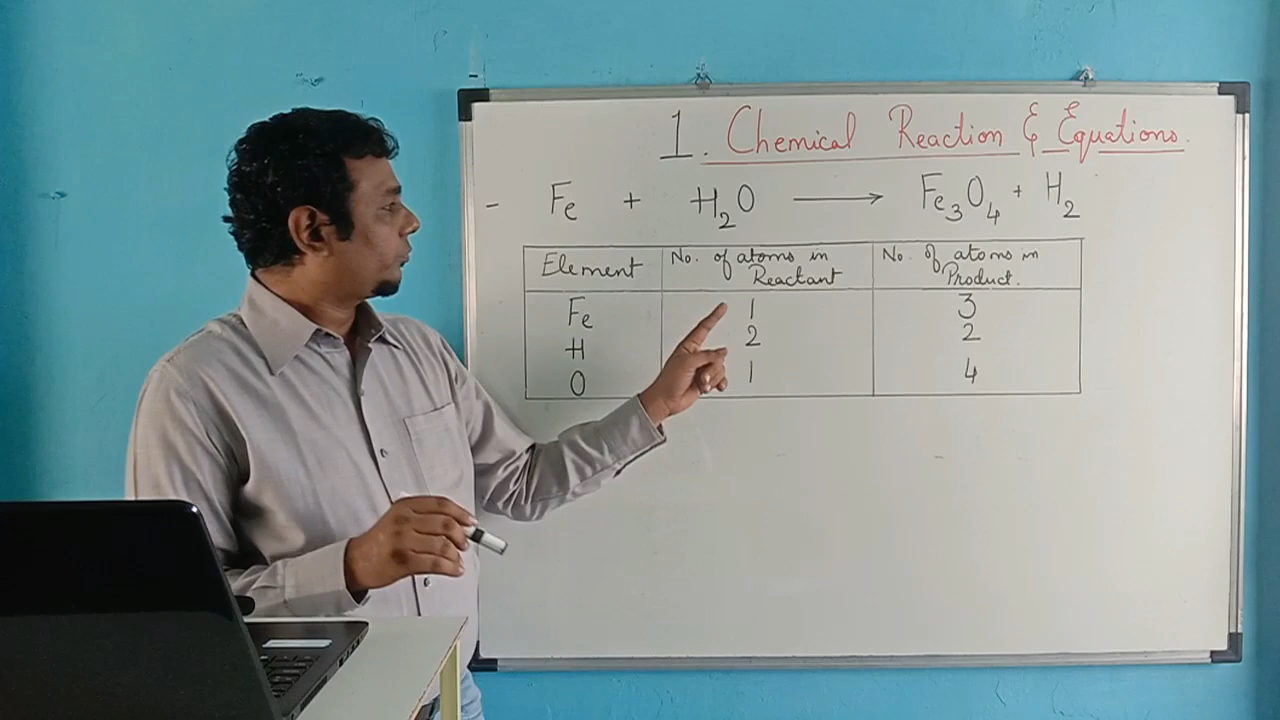 1. Chemical Reaction & Equations.
- Fe + H₂O ⟶ Fe₃O₄ + H₂
Element No. of atoms in Reactant No. of atoms in Product.
Fe 1 3
H 2 2
O 1 4